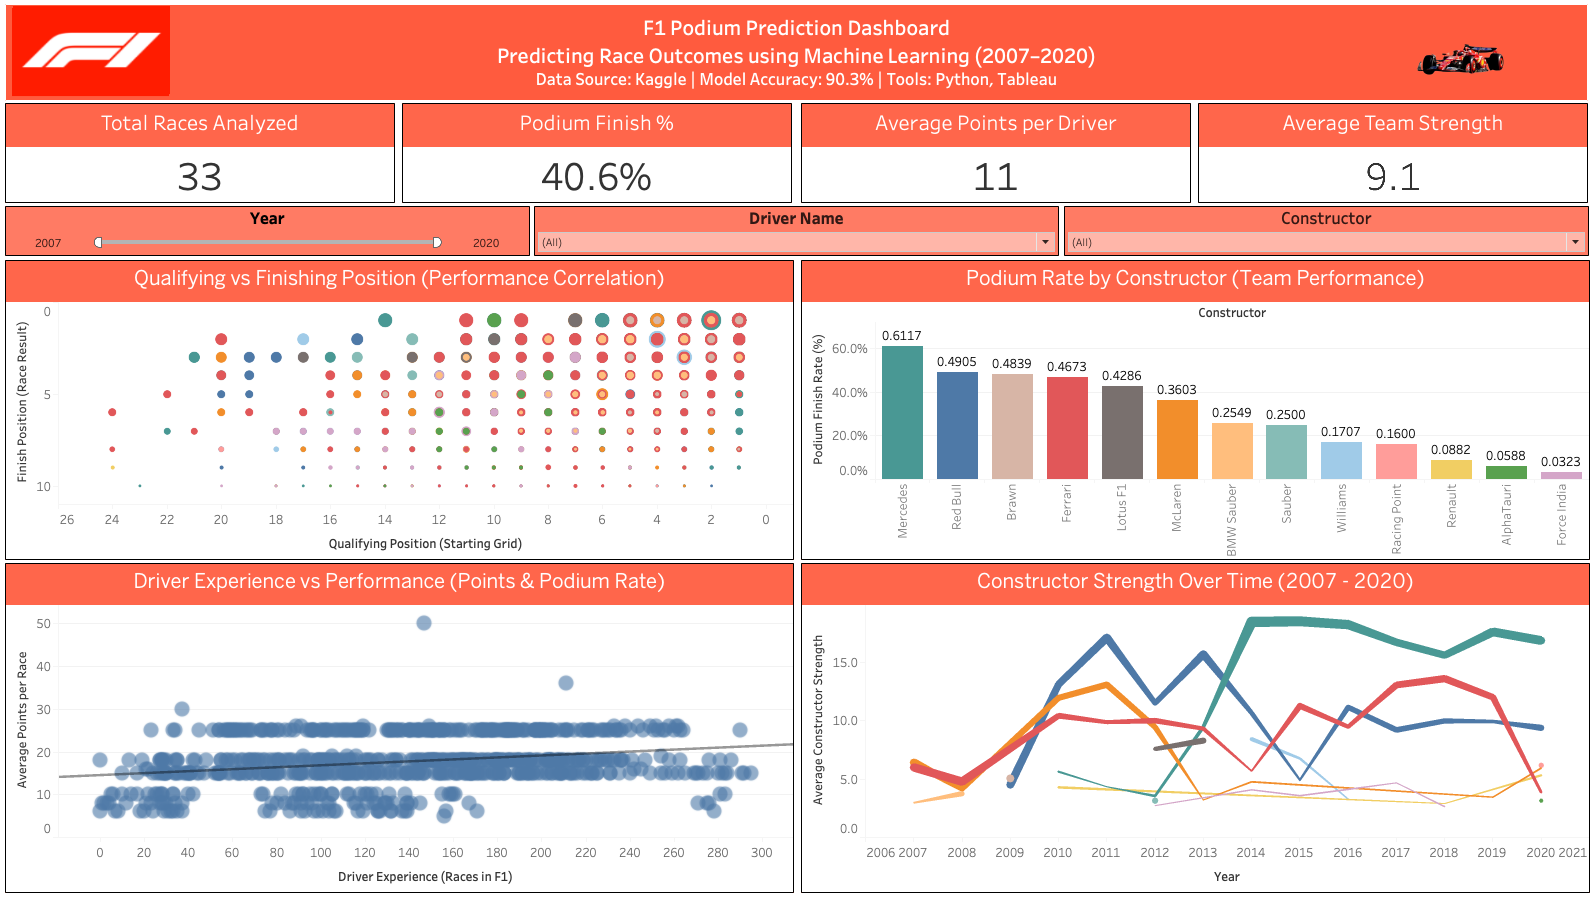 F1 Podium Prediction Dashboard
Predicting Race Outcomes using Machine Learning (2007–2020)
Data Source: Kaggle | Model Accuracy: 90.3% | Tools: Python, Tableau
Total Races Analyzed
33
Podium Finish %
40.6%
Average Points per Driver
11
Average Team Strength
9.1
Year
2007
2020
Driver Name
(All)
Constructor
(All)
Qualifying vs Finishing Position (Performance Correlation)
Finish Position (Race Result)
0
5
10
26 24 22 20 18 16 14 12 10 8 6 4 2 0
Qualifying Position (Starting Grid)
Podium Rate by Constructor (Team Performance)
Constructor
Podium Finish Rate (%)
60.0%
40.0%
20.0%
0.0%
0.6117 0.4905 0.4839 0.4673 0.4286 0.3603 0.2549 0.2500 0.1707 0.1600 0.0882 0.0588 0.0323
Mercedes
Red Bull
Brawn
Ferrari
Lotus F1
McLaren
BMW Sauber
Sauber
Williams
Racing Point
Renault
AlphaTauri
Force India
Driver Experience vs Performance (Points & Podium Rate)
Average Points per Race
50
40
30
20
10
0
0 20 40 60 80 100 120 140 160 180 200 220 240 260 280 300
Driver Experience (Races in F1)
Constructor Strength Over Time (2007 - 2020)
Average Constructor Strength
15.0
10.0
5.0
0.0
2006 2007 2008 2009 2010 2011 2012 2013 2014 2015 2016 2017 2018 2019 2020 2021
Year